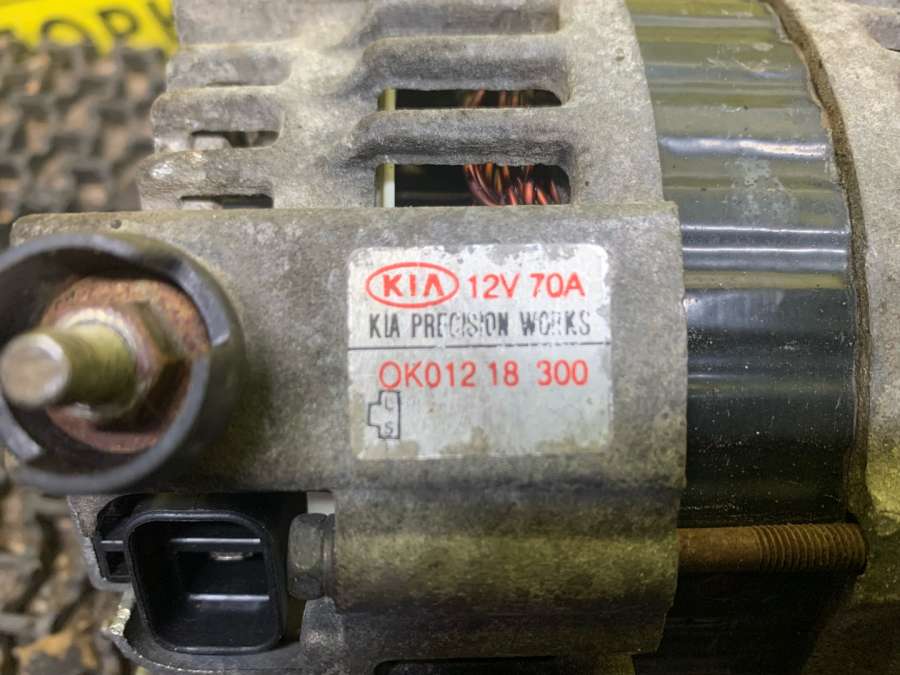 KIA 12V 70A
KIA PRECISION WORKS
OK012 18 300
L
S